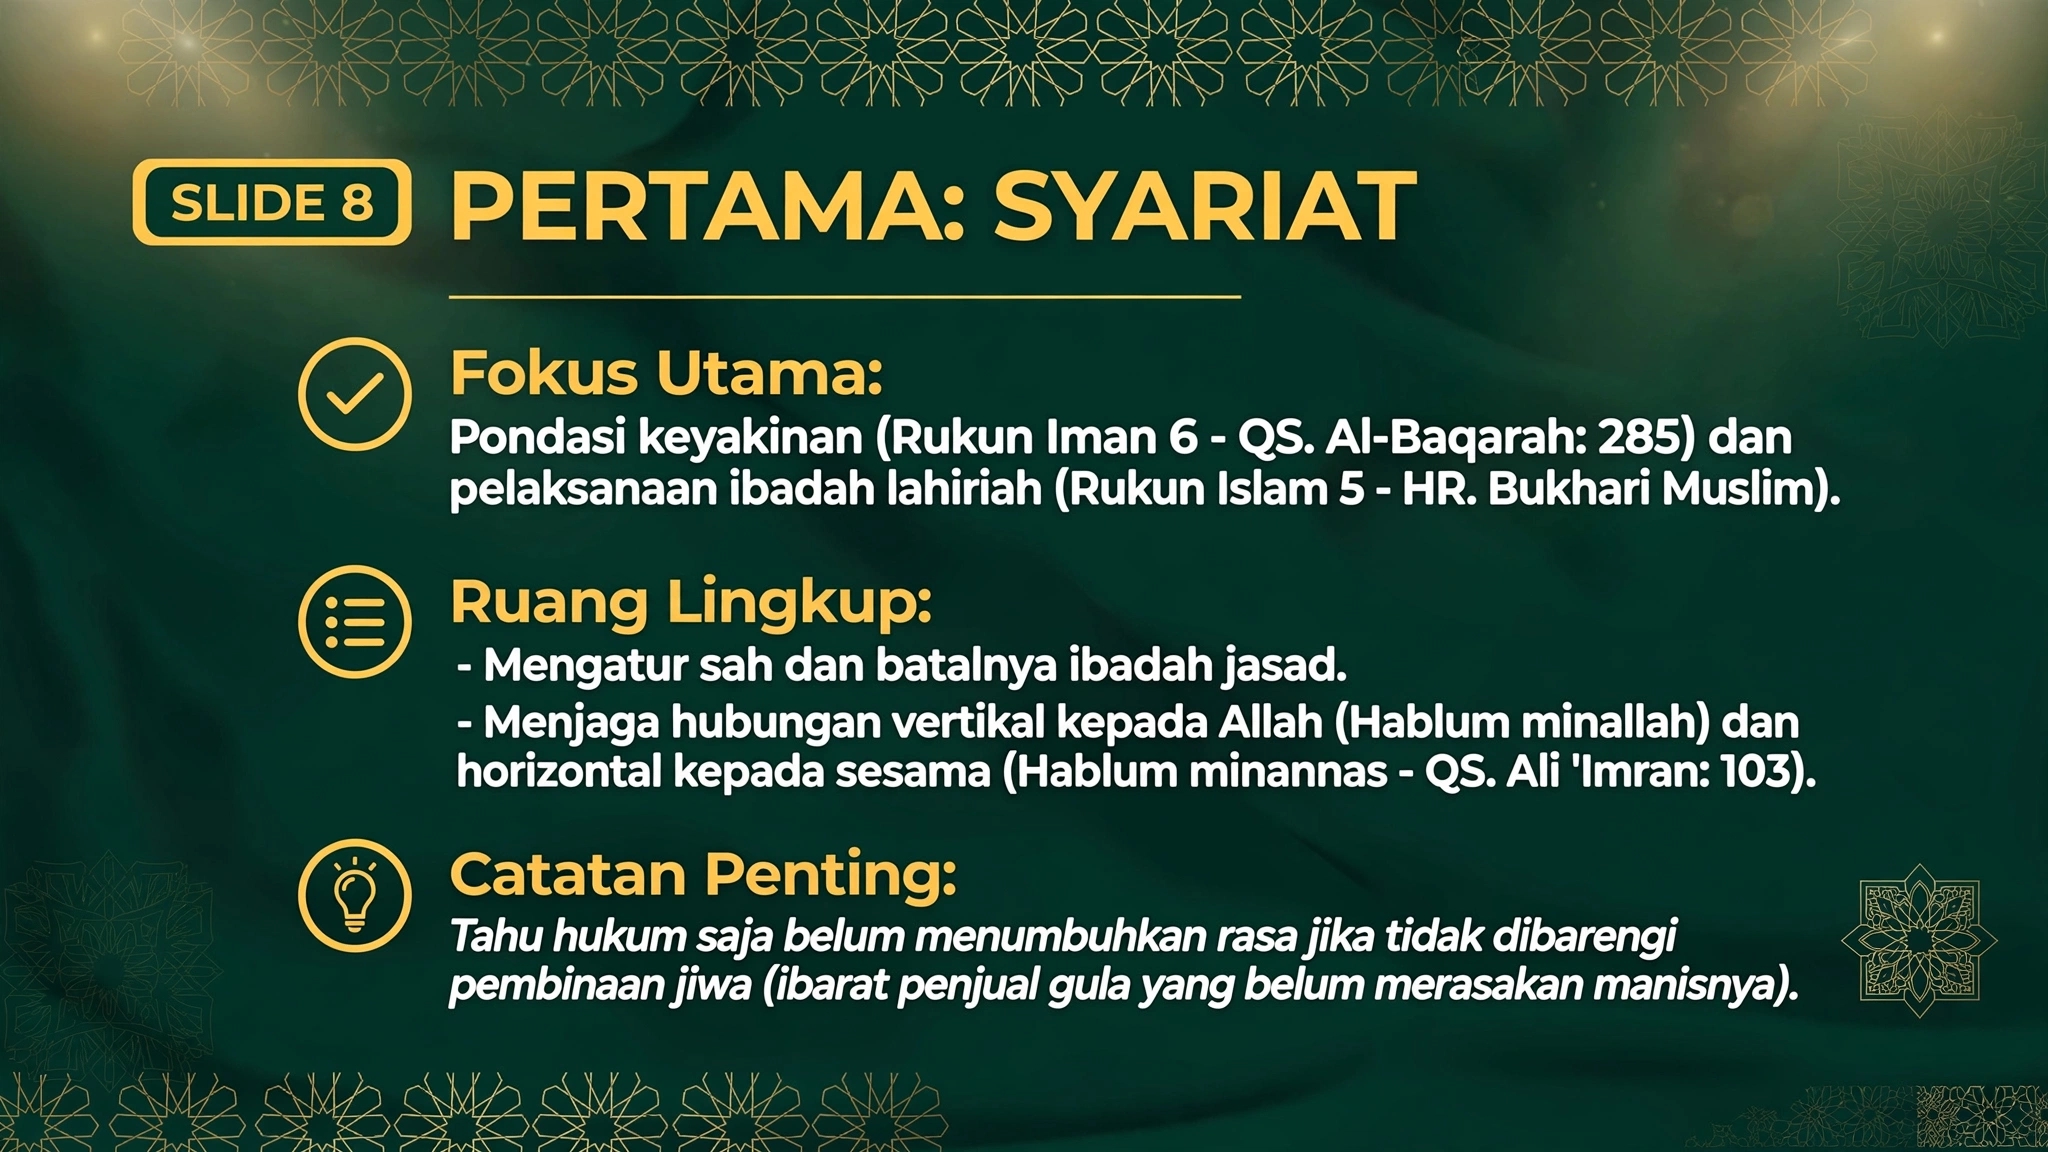 SLIDE 8
PERTAMA: SYARIAT
Fokus Utama:
Pondasi keyakinan (Rukun Iman 6 - QS. Al-Baqarah: 285) dan
pelaksanaan ibadah lahiriah (Rukun Islam 5 - HR. Bukhari Muslim).
Ruang Lingkup:
- Mengatur sah dan batalnya ibadah jasad.
- Menjaga hubungan vertikal kepada Allah (Hablum minallah) dan
horizontal kepada sesama (Hablum minannas - QS. Ali 'Imran: 103).
Catatan Penting:
Tahu hukum saja belum menumbuhkan rasa jika tidak dibarengi
pembinaan jiwa (ibarat penjual gula yang belum merasakan manisnya).